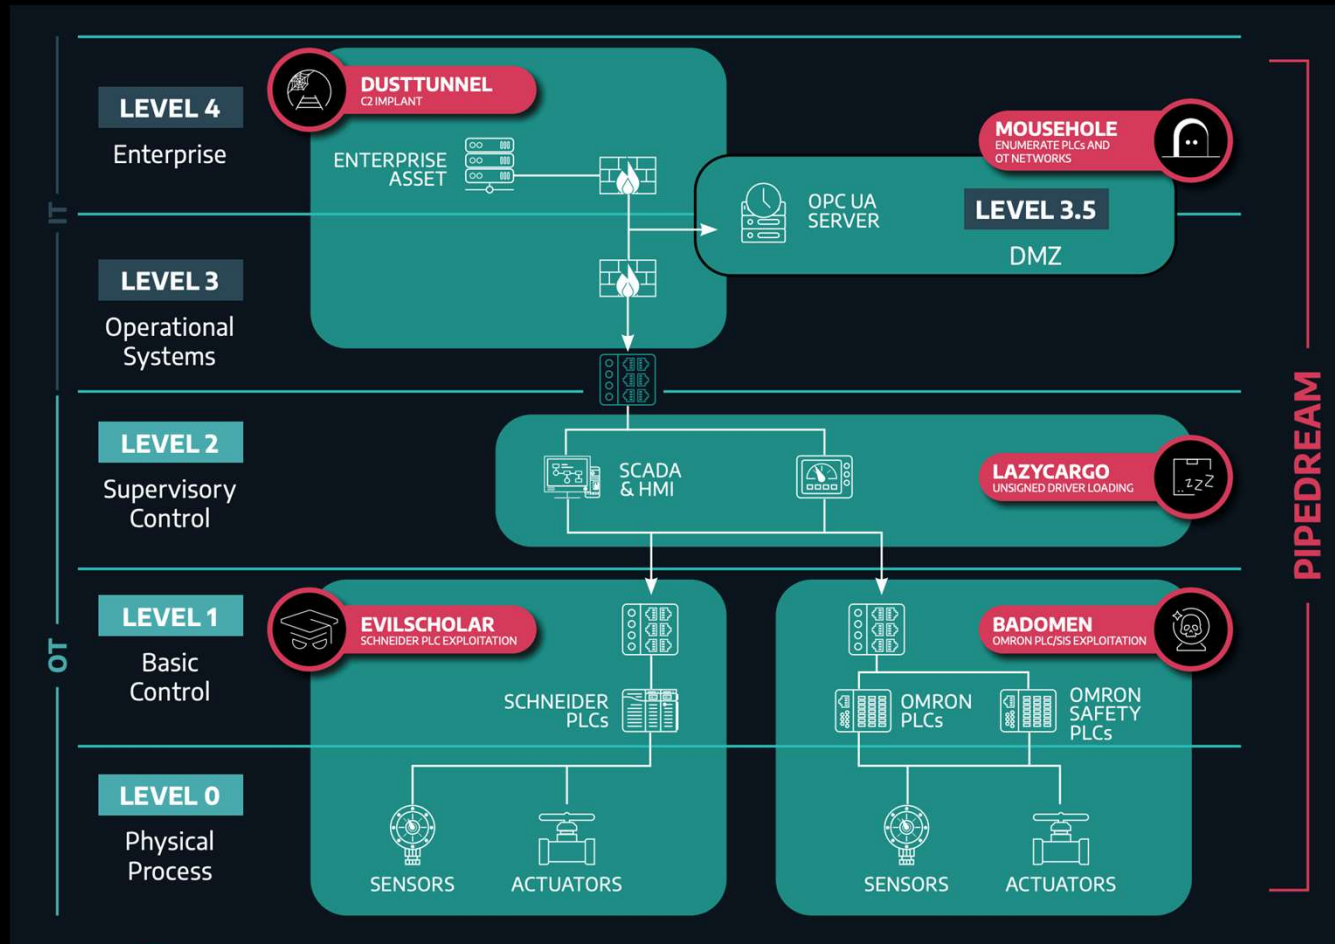 IT
OT
LEVEL 4
Enterprise
DUSTTUNNEL
C2 IMPLANT
ENTERPRISE
ASSET
MOUSEHOLE
ENUMERATE PLCs AND
OT NETWORKS
OPC UA
SERVER
LEVEL 3.5
DMZ
LEVEL 3
Operational
Systems
LEVEL 2
Supervisory
Control
SCADA
& HMI
LAZYCARGO
UNSIGNED DRIVER LOADING
zzz
LEVEL 1
Basic
Control
EVILSCHOLAR
SCHNEIDER PLC EXPLOITATION
SCHNEIDER
PLCs
BADOMEN
OMRON PLC/SIS EXPLOITATION
OMRON
PLCs
OMRON
SAFETY
PLCs
LEVEL 0
Physical
Process
SENSORS
ACTUATORS
SENSORS
ACTUATORS
PIPEDREAM